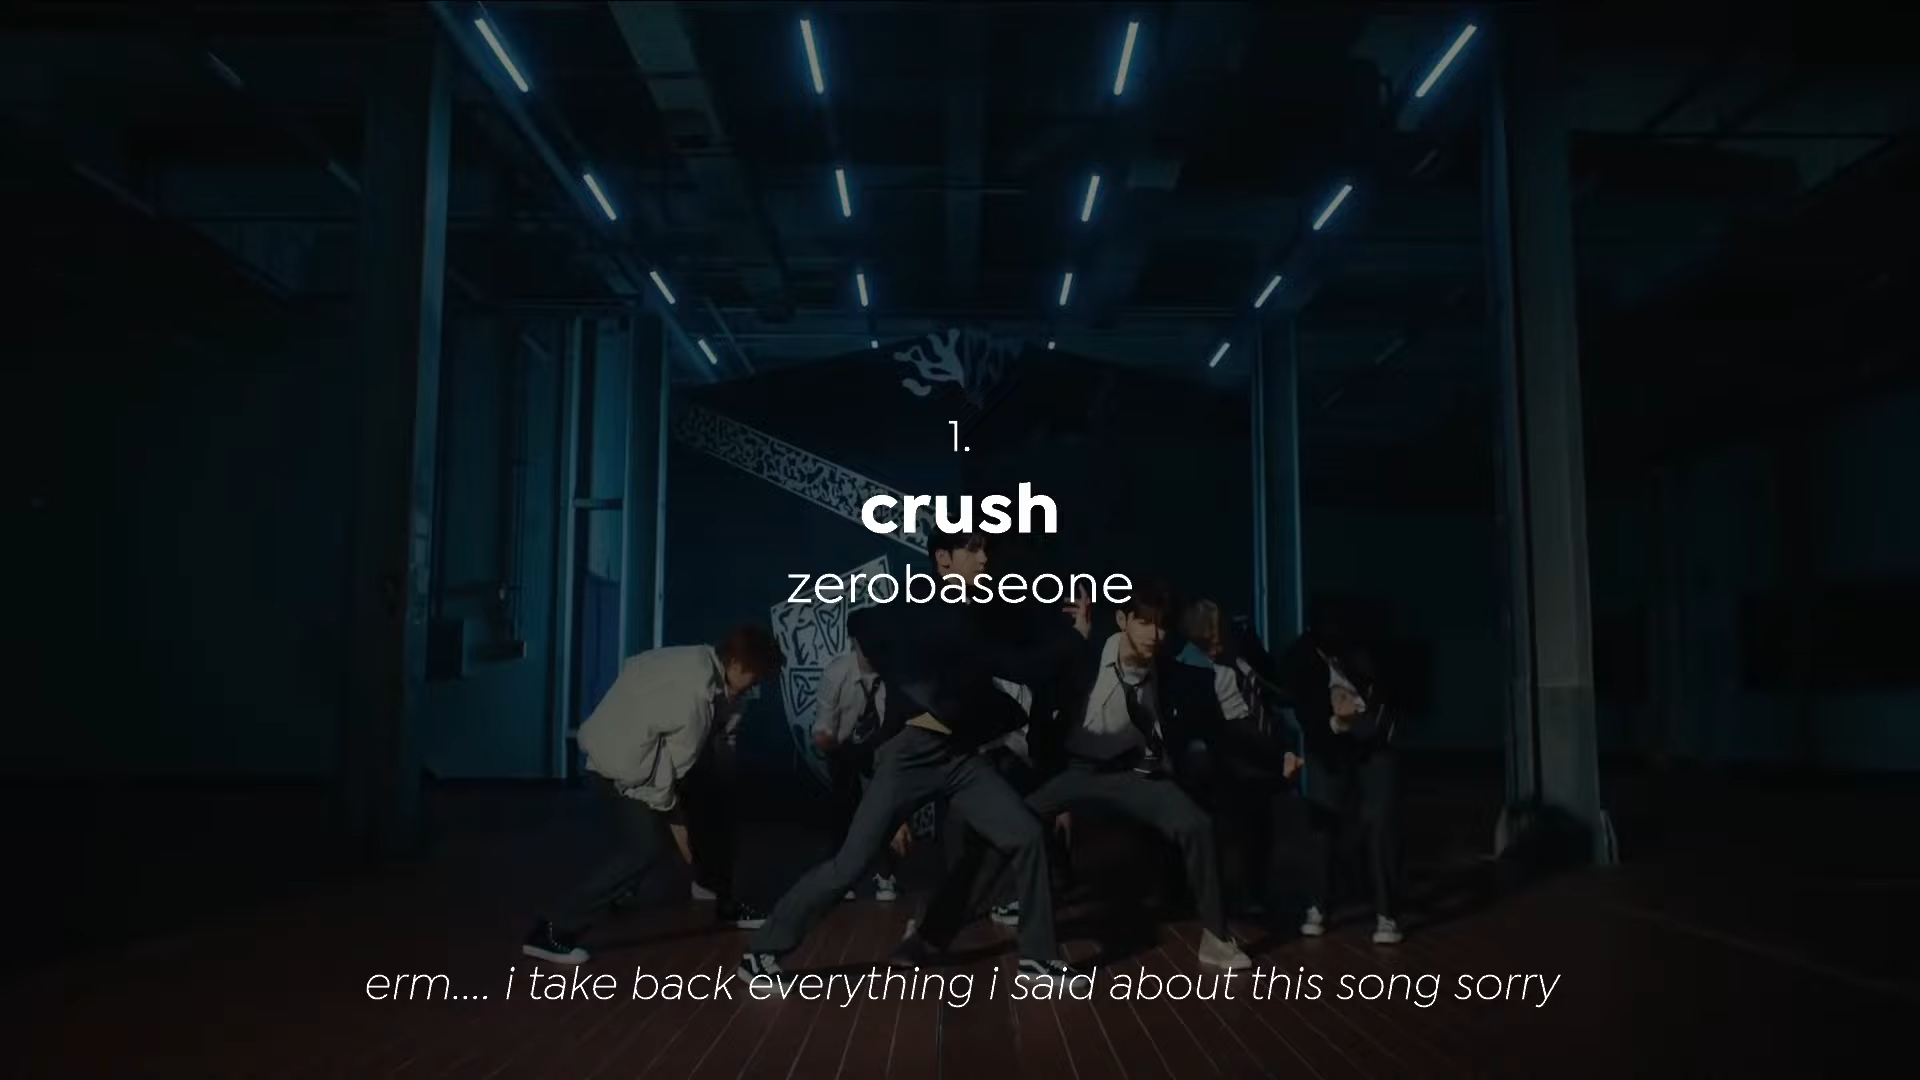 1.
crush
zerobaseone
erm.... i take back everything i said about this song sorry